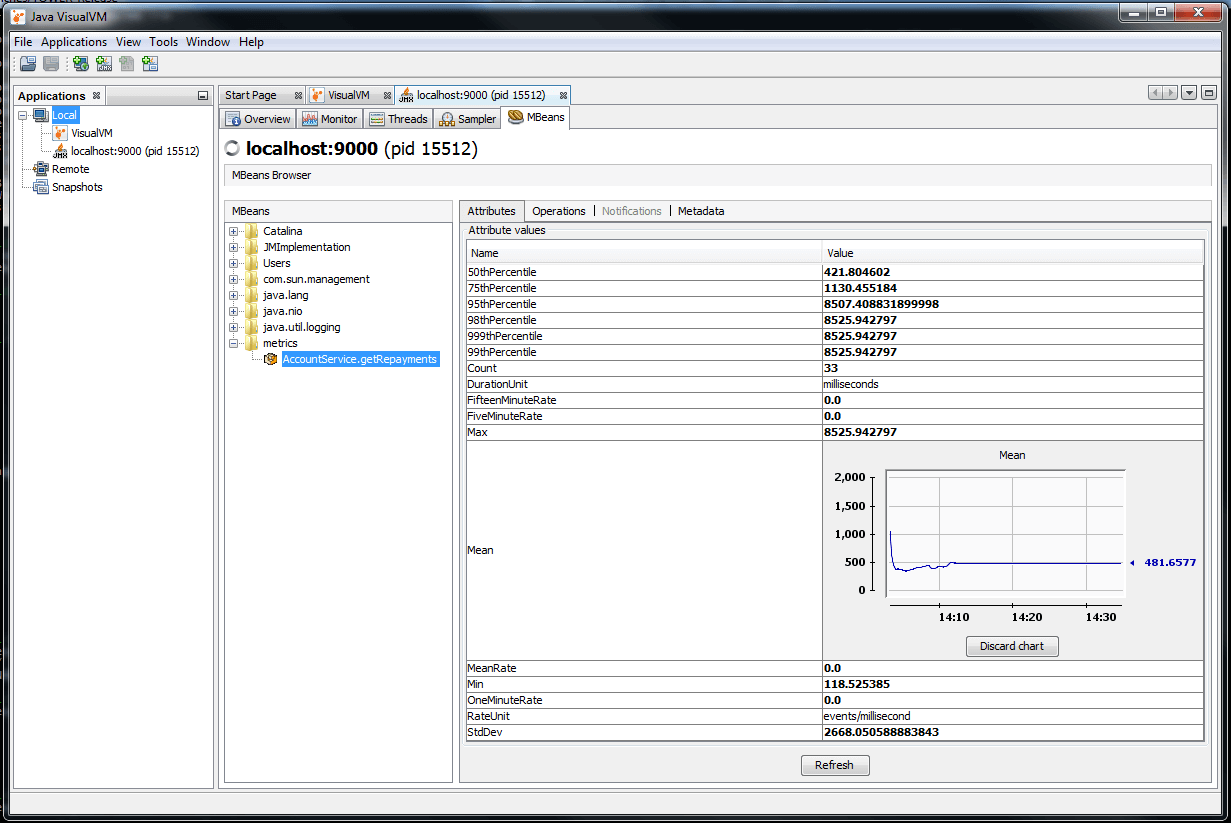 Java VisualVM
File Applications View Tools Window Help
Applications
Local
VisualVM
localhost:9000 (pid 15512)
Remote
Snapshots
Start Page VisualVM localhost:9000 (pid 15512)
Overview Monitor Threads Sampler MBeans
localhost:9000 (pid 15512)
MBeans Browser
MBeans
Catalina
JMImplementation
Users
com.sun.management
java.lang
java.nio
java.util.logging
metrics
AccountService.getRepayments
Attributes Operations Notifications Metadata
Attribute values
Name Value
50thPercentile 421.804602
75thPercentile 1130.455184
95thPercentile 8507.408831899998
98thPercentile 8525.942797
999thPercentile 8525.942797
99thPercentile 8525.942797
Count 33
DurationUnit milliseconds
FifteenMinuteRate 0.0
FiveMinuteRate 0.0
Max 8525.942797
Mean
Mean
2,000
1,500
1,000
500
0
481.6577
14:10 14:20 14:30
Discard chart
MeanRate 0.0
Min 118.525385
OneMinuteRate 0.0
RateUnit events/millisecond
StdDev 2668.050588883843
Refresh